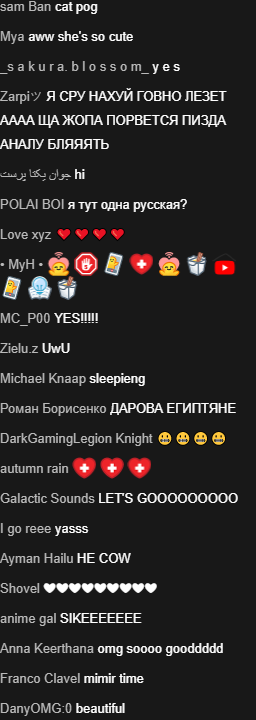 sam Ban cat pog
Mya aww she's so cute
_s a k u r a. b l o s s o m_ y e s
Zarpiツ Я СРУ НАХУЙ ГОВНО ЛЕЗЕТ
АААА ЩА ЖОПА ПОРВЕТСЯ ПИЗДА
АНАЛУ БЛЯЯЯТЬ
جوان یکتا پرست hi
POLAI BOI я тут одна русская?
Love xyz ❤️❤️❤️❤️
• MyH •
MC_P00 YES!!!!!
Zielu.z UwU
Michael Knaap sleepieng
Роман Борисенко ДАРОВА ЕГИПТЯНЕ
DarkGamingLegion Knight 😬😬😬😬
autumn rain
Galactic Sounds LET'S GOOOOOOOOO
I go reee yasss
Ayman Hailu HE COW
Shovel 🤍🤍🤍🤍🤍🤍🤍🤍🤍
anime gal SIKEEEEEEE
Anna Keerthana omg soooo gooddddd
Franco Clavel mimir time
DanyOMG:0 beautiful